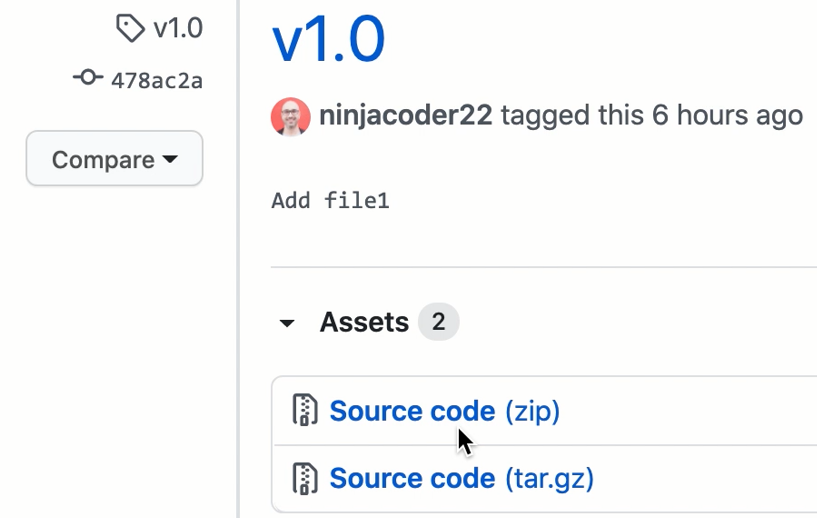 v1.0
478ac2a
Compare
v1.0
ninjacoder22 tagged this 6 hours ago
Add file1
Assets 2
Source code (zip)
Source code (tar.gz)